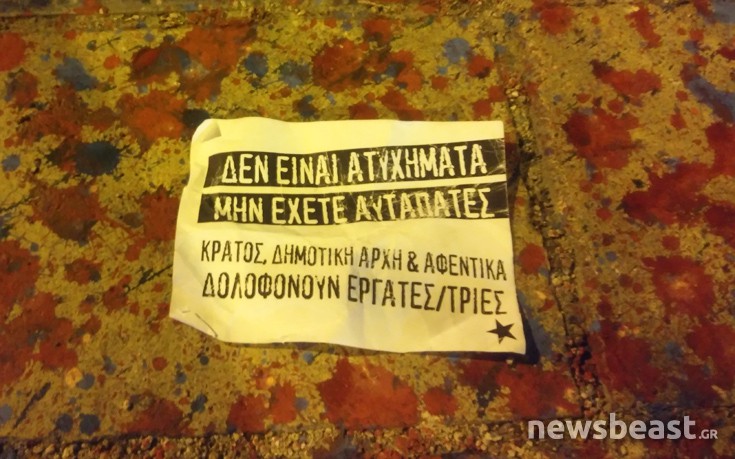 ΔΕΝ ΕΙΝΑΙ ΑΤΥΧΗΜΑΤΑ
ΜΗΝ ΕΧΕΤΕ ΑΥΤΑΠΑΤΕΣ
ΚΡΑΤΟΣ, ΔΗΜΟΤΙΚΗ ΑΡΧΗ & ΑΦΕΝΤΙΚΑ
ΔΟΛΟΦΟΝΟΥΝ ΕΡΓΑΤΕΣ/ΤΡΙΕΣ
newsbeast.GR